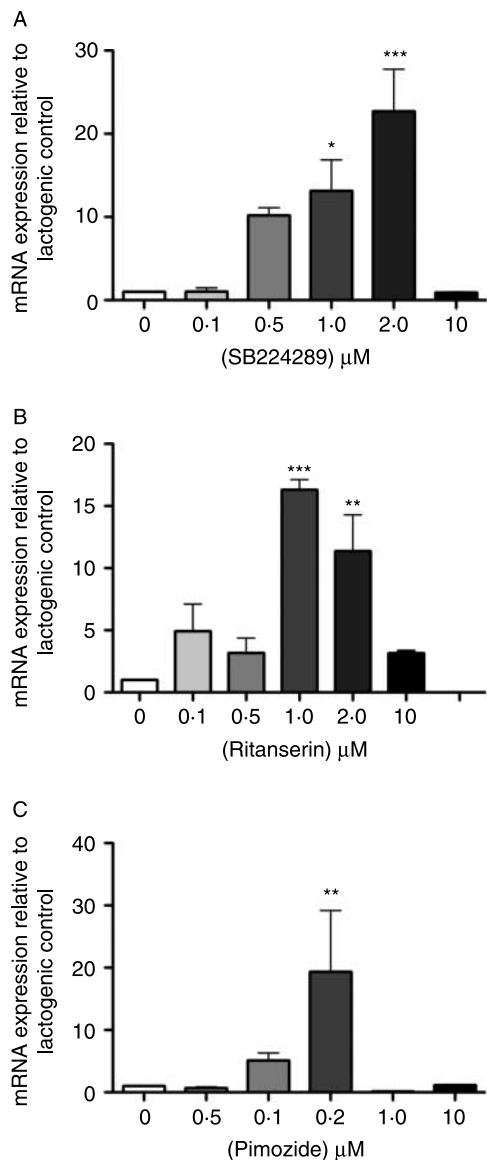 A
mRNA expression relative to
lactogenic control
30
20
10
0
*
***
0 0·1 0·5 1·0 2·0 10
(SB224289) μM
B
mRNA expression relative to
lactogenic control
20
15
10
5
0
***
**
0 0·1 0·5 1·0 2·0 10
(Ritanserin) μM
C
mRNA expression relative to
lactogenic control
40
30
20
10
0
**
0 0·5 0·1 0·2 1·0 10
(Pimozide) μM